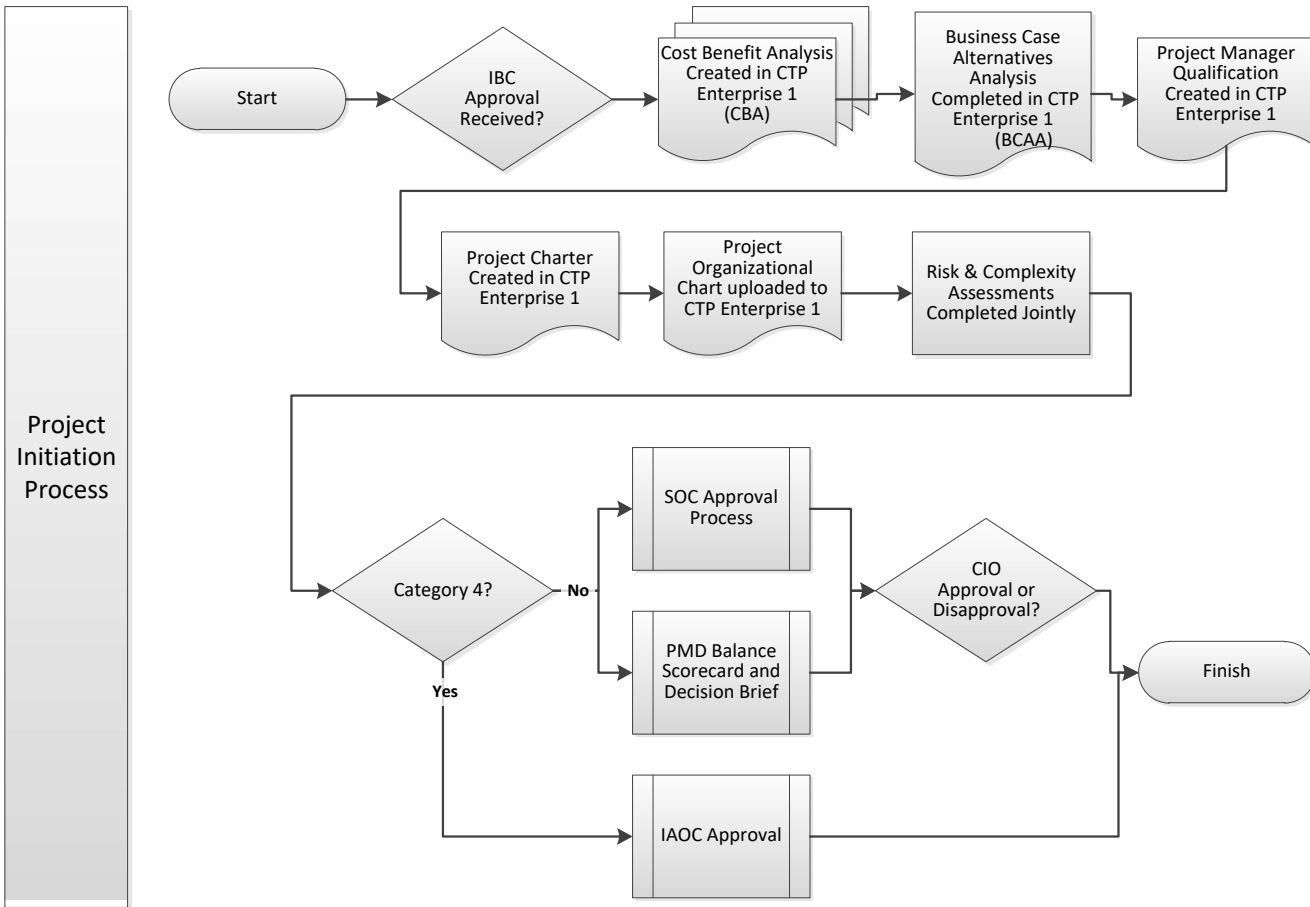 Project
Initiation
Process
Start
IBC
Approval
Received?
Cost Benefit Analysis
Created in CTP
Enterprise 1
(CBA)
Business Case
Alternatives
Analysis
Completed in CTP
Enterprise 1
(BCAA)
Project Manager
Qualification
Created in CTP
Enterprise 1
Project Charter
Created in CTP
Enterprise 1
Project
Organizational
Chart uploaded to
CTP Enterprise 1
Risk & Complexity
Assessments
Completed Jointly
Category 4?
No
Yes
SOC Approval
Process
PMD Balance
Scorecard and
Decision Brief
IAOC Approval
CIO
Approval or
Disapproval?
Finish